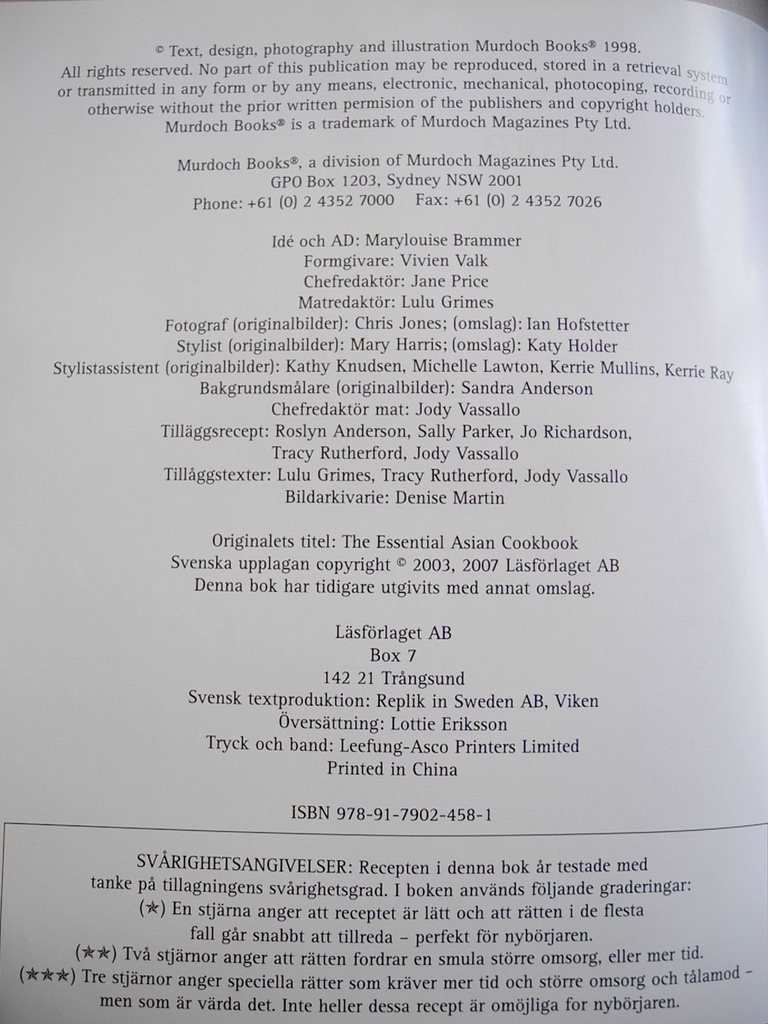 © Text, design, photography and illustration Murdoch Books® 1998.
All rights reserved. No part of this publication may be reproduced, stored in a retrieval system
or transmitted in any form or by any means, electronic, mechanical, photocoping, recording or
otherwise without the prior written permision of the publishers and copyright holders.
Murdoch Books® is a trademark of Murdoch Magazines Pty Ltd.
Murdoch Books®, a division of Murdoch Magazines Pty Ltd.
GPO Box 1203, Sydney NSW 2001
Phone: +61 (0) 2 4352 7000 Fax: +61 (0) 2 4352 7026
Idé och AD: Marylouise Brammer
Formgivare: Vivien Valk
Chefredaktör: Jane Price
Matredaktör: Lulu Grimes
Fotograf (originalbilder): Chris Jones; (omslag): Ian Hofstetter
Stylist (originalbilder): Mary Harris; (omslag): Katy Holder
Stylistassistent (originalbilder): Kathy Knudsen, Michelle Lawton, Kerrie Mullins, Kerrie Ray
Bakgrundsmålare (originalbilder): Sandra Anderson
Chefredaktör mat: Jody Vassallo
Tilläggsrecept: Roslyn Anderson, Sally Parker, Jo Richardson,
Tracy Rutherford, Jody Vassallo
Tillåggstexter: Lulu Grimes, Tracy Rutherford, Jody Vassallo
Bildarkivarie: Denise Martin
Originalets titel: The Essential Asian Cookbook
Svenska upplagan copyright © 2003, 2007 Läsförlaget AB
Denna bok har tidigare utgivits med annat omslag.
Läsförlaget AB
Box 7
142 21 Trångsund
Svensk textproduktion: Replik in Sweden AB, Viken
Översättning: Lottie Eriksson
Tryck och band: Leefung-Asco Printers Limited
Printed in China
ISBN 978-91-7902-458-1
SVÅRIGHETSANGIVELSER: Recepten i denna bok år testade med
tanke på tillagningens svårighetsgrad. I boken används följande graderingar:
(★) En stjärna anger att receptet är lätt och att rätten i de flesta
fall går snabbt att tillreda – perfekt för nybörjaren.
(★★) Två stjärnor anger att rätten fordrar en smula större omsorg, eller mer tid.
(★★★) Tre stjärnor anger speciella rätter som kräver mer tid och större omsorg och tålamod –
men som är värda det. Inte heller dessa recept är omöjliga for nybörjaren.